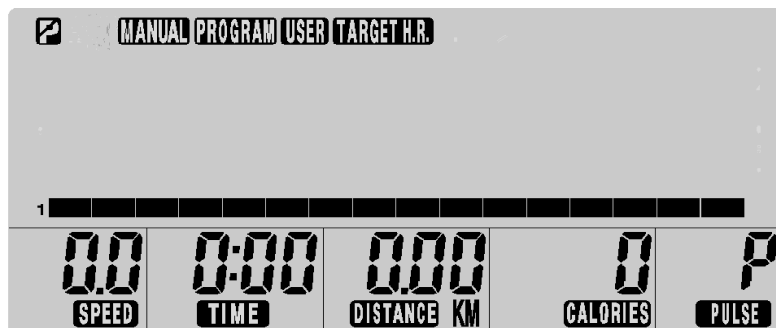 P MANUAL PROGRAM USER TARGET H.R.
1
0.0 0:00 0.00 0 P
SPEED TIME DISTANCE KM CALORIES PULSE